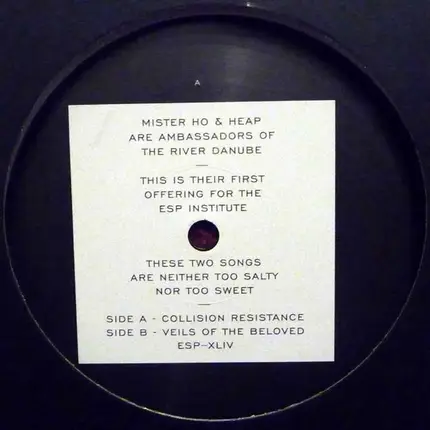 A
MISTER HO & HEAP
ARE AMBASSADORS OF
THE RIVER DANUBE
—
THIS IS THEIR FIRST
OFFERING FOR THE
ESP INSTITUTE
THESE TWO SONGS
ARE NEITHER TOO SALTY
NOR TOO SWEET
—
SIDE A - COLLISION RESISTANCE
SIDE B - VEILS OF THE BELOVED
ESP-XLIV